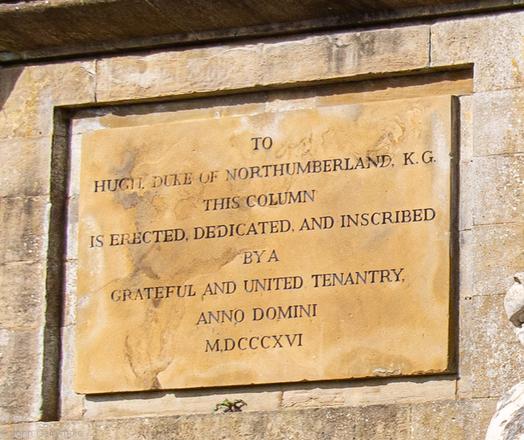 TO
HUGH, DUKE OF NORTHUMBERLAND, K.G.
THIS COLUMN
IS ERECTED, DEDICATED, AND INSCRIBED
BY A
GRATEFUL AND UNITED TENANTRY,
ANNO DOMINI
M,DCCCXVI